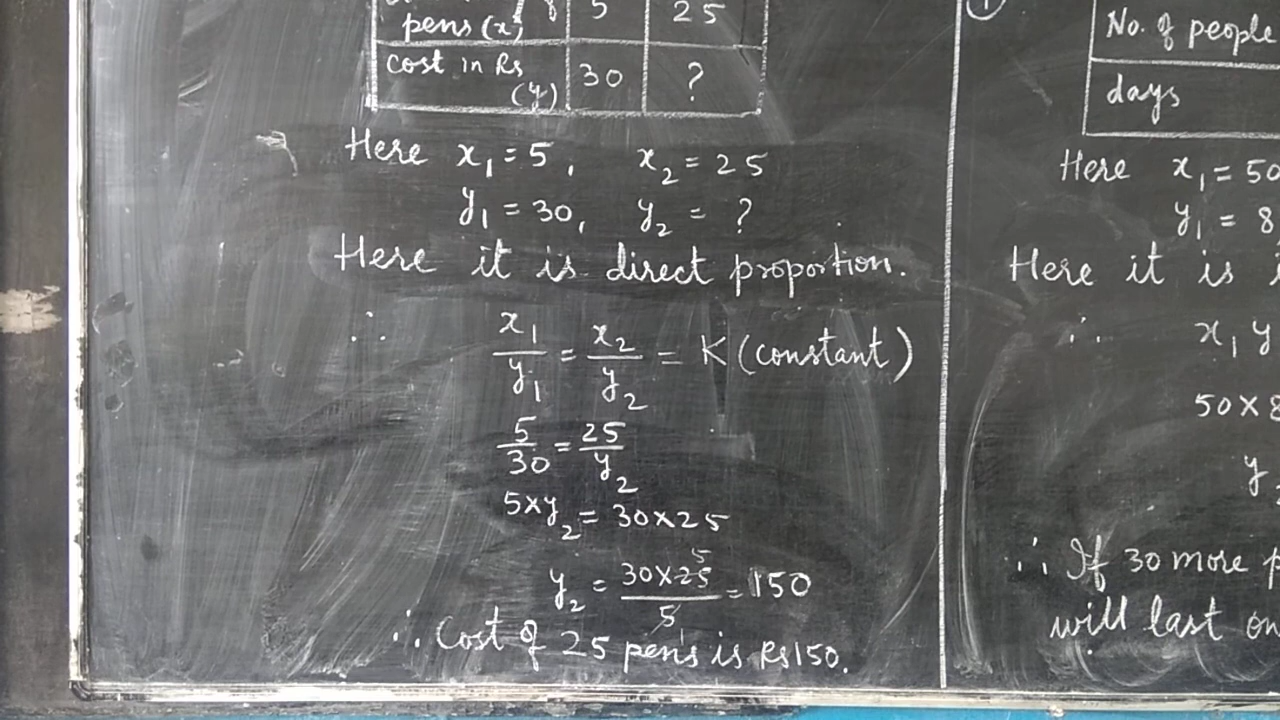 pens (x) 5 25
cost in Rs (y) 30 ?
Here x₁ = 5, x₂ = 25
y₁ = 30, y₂ = ?
Here it is direct proportion.
∴ x₁/y₁ = x₂/y₂ = K (constant)
5/30 = 25/y₂
5×y₂ = 30×25
y₂ = 30×25/5 = 150
5
∴ Cost of 25 pens is Rs150.
No. of people
days
Here x₁ = 50
y₁ = 8
Here it is
∴ x₁ y
50×8
y
∴ If 30 more p
will last on